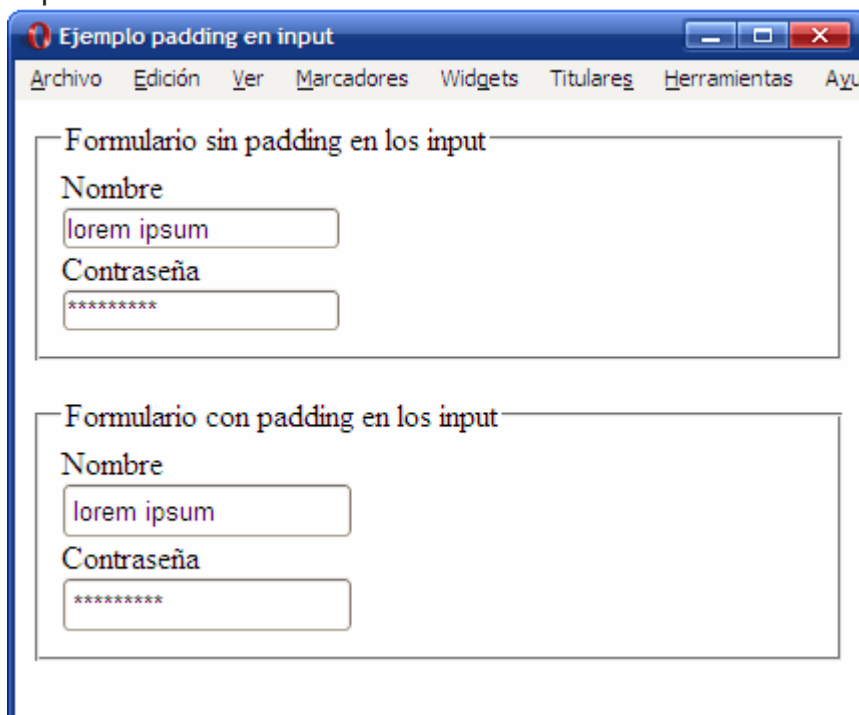 Ejemplo padding en input
Archivo Edición Ver Marcadores Widgets Titulares Herramientas Ayu
Formulario sin padding en los input
Nombre
lorem ipsum
Contraseña
*********
Formulario con padding en los input
Nombre
lorem ipsum
Contraseña
*********